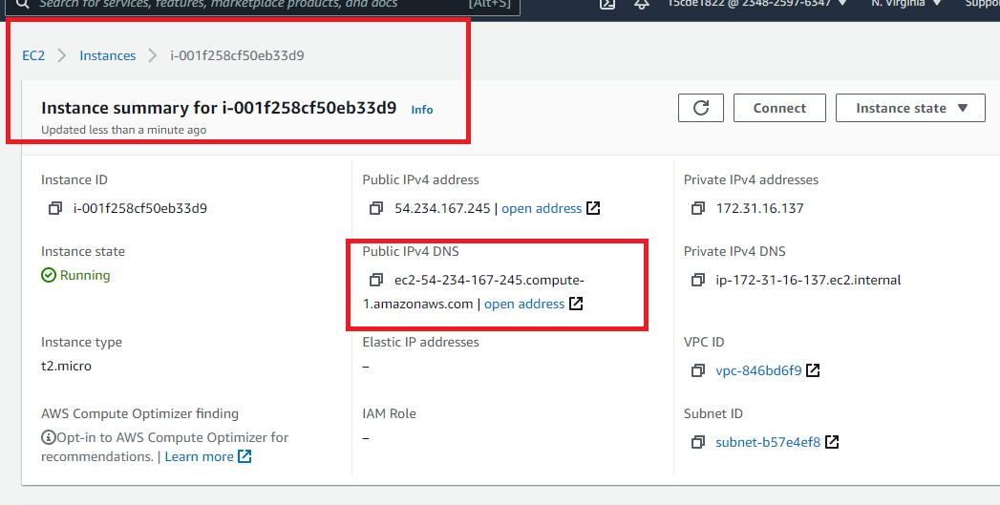 Search for services, features, marketplace products, and docs [Alt+S] 15cde1822 @ 2348-2597-6347 ▼ N. Virginia ▼ Suppo
EC2 > Instances > i-001f258cf50eb33d9
Instance summary for i-001f258cf50eb33d9 Info
Updated less than a minute ago
Connect
Instance state ▼
Instance ID
i-001f258cf50eb33d9
Public IPv4 address
54.234.167.245 | open address
Private IPv4 addresses
172.31.16.137
Instance state
Running
Public IPv4 DNS
ec2-54-234-167-245.compute-
1.amazonaws.com | open address
Private IPv4 DNS
ip-172-31-16-137.ec2.internal
Instance type
t2.micro
Elastic IP addresses
–
VPC ID
vpc-846bd6f9
AWS Compute Optimizer finding
Opt-in to AWS Compute Optimizer for
recommendations. | Learn more
IAM Role
–
Subnet ID
subnet-b57e4ef8